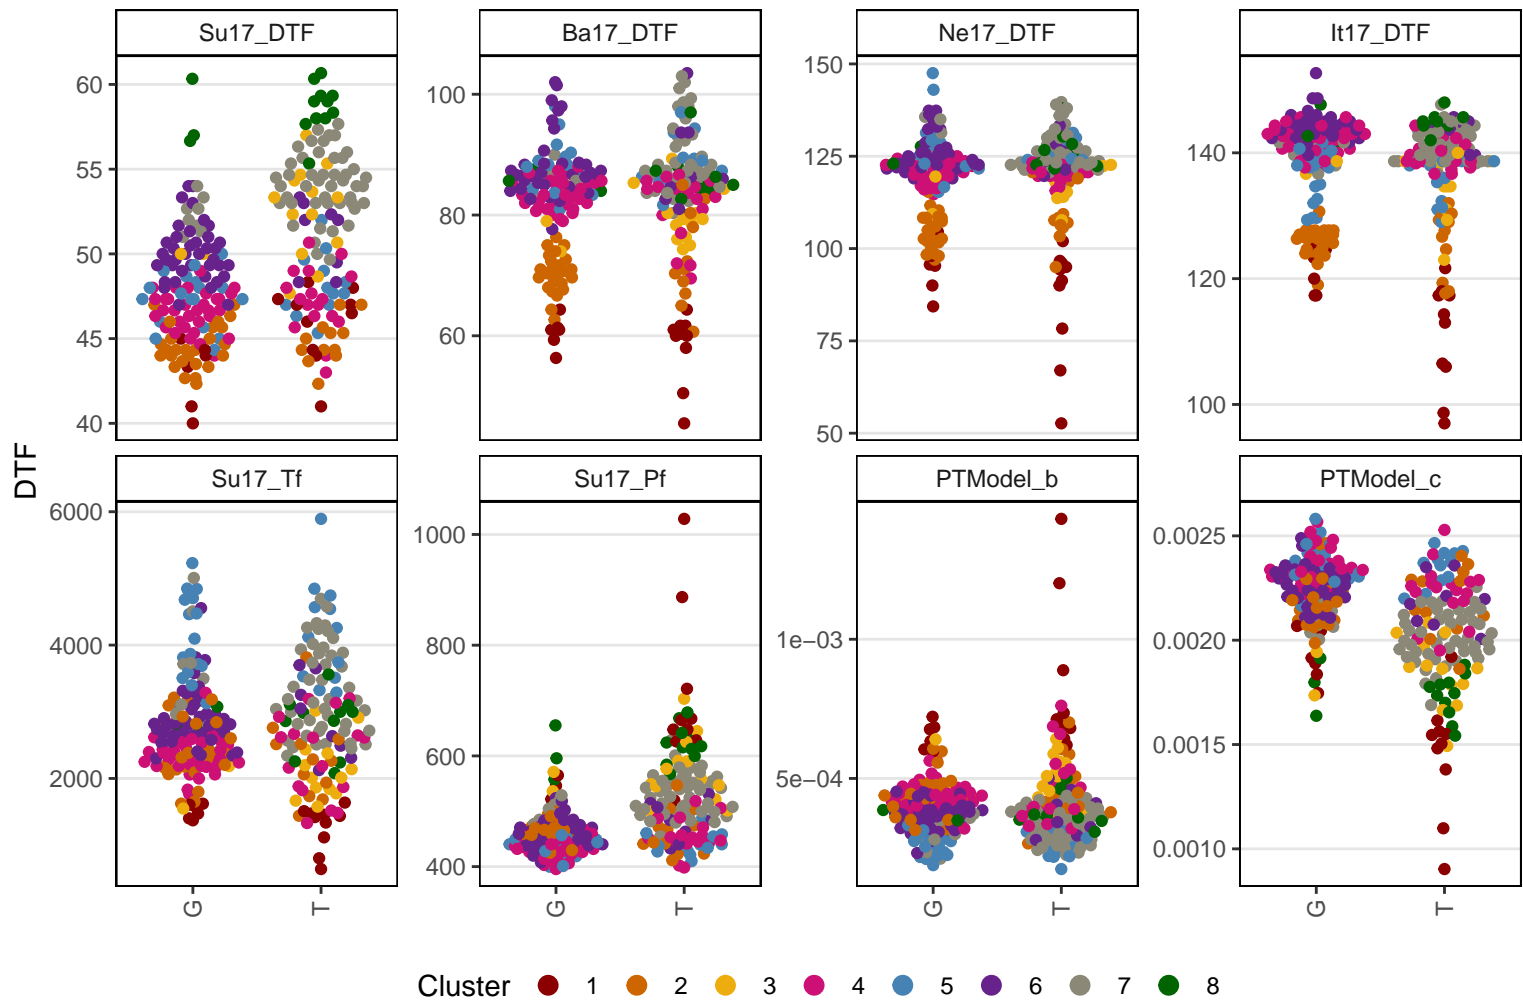 Su17_DTF
Ba17_DTF
Ne17_DTF
It17_DTF
60
55
50
45
40
100
80
60
150
125
100
75
50
140
120
100
DTF
Su17_Tf
Su17_Pf
PTModel_b
PTModel_c
6000
4000
2000
1000
800
600
400
1e−03
5e−04
0.0025
0.0020
0.0015
0.0010
G
T
G
T
G
T
G
T
Cluster 1 2 3 4 5 6 7 8